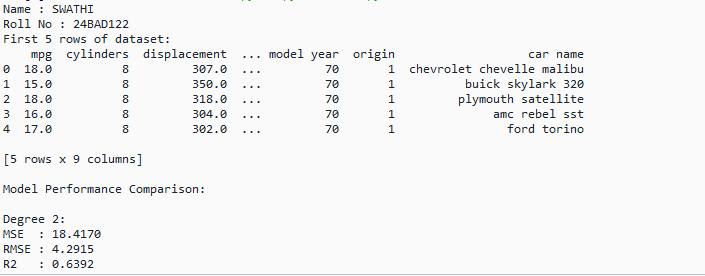 Name : SWATHI
Roll No : 24BAD122
First 5 rows of dataset:
    mpg  cylinders  displacement  ... model year  origin                   car name
0  18.0          8         307.0  ...         70       1  chevrolet chevelle malibu
1  15.0          8         350.0  ...         70       1          buick skylark 320
2  18.0          8         318.0  ...         70       1         plymouth satellite
3  16.0          8         304.0  ...         70       1              amc rebel sst
4  17.0          8         302.0  ...         70       1                ford torino
[5 rows x 9 columns]
Model Performance Comparison:
Degree 2:
MSE  : 18.4170
RMSE : 4.2915
R2   : 0.6392